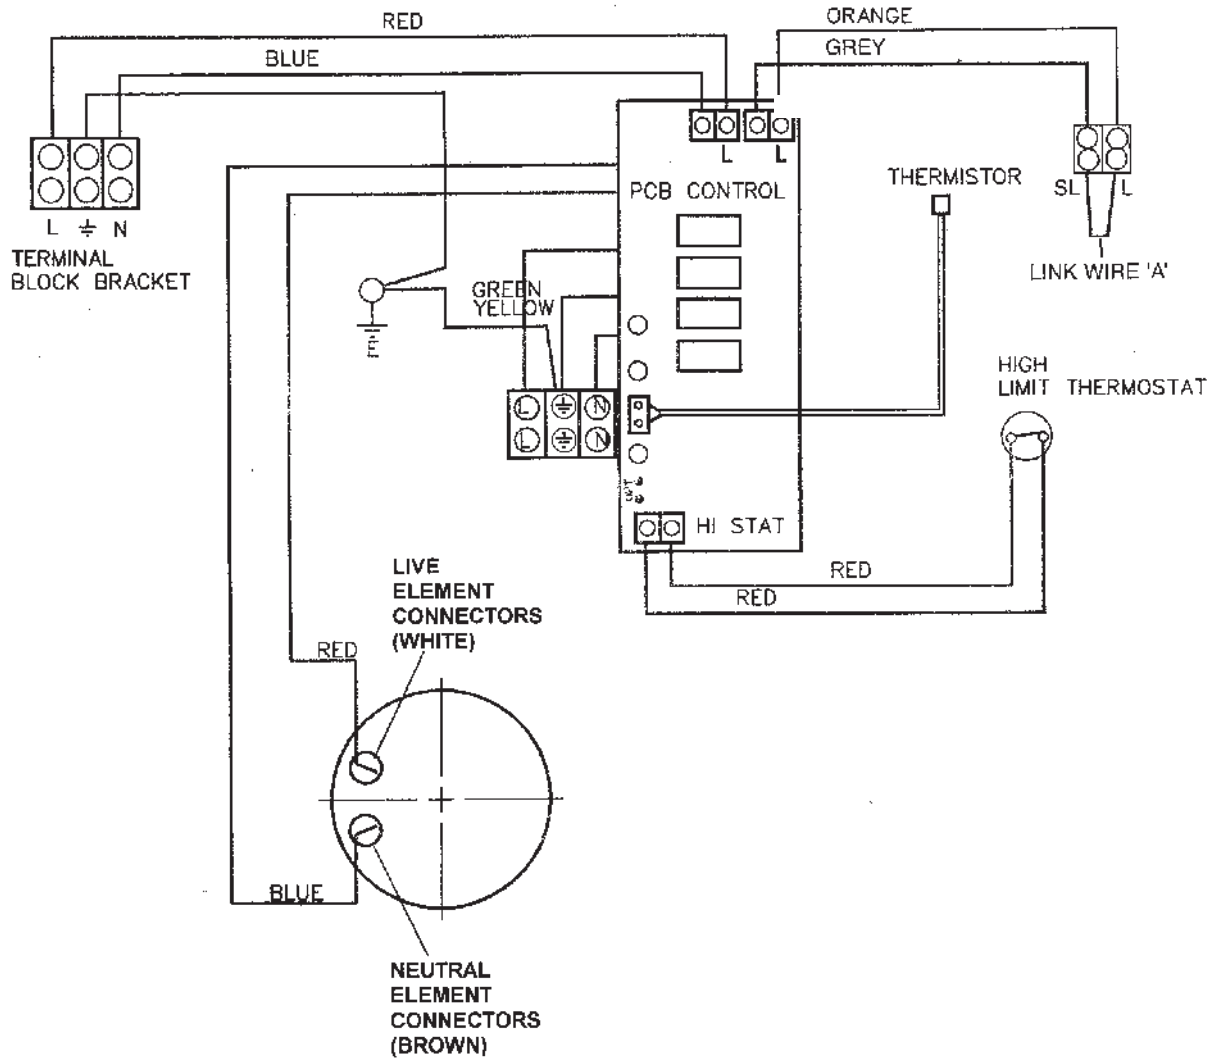 RED
BLUE
ORANGE
GREY
L
L
PCB CONTROL
THERMISTOR
SL
L
LINK WIRE 'A'
L
N
TERMINAL
BLOCK BRACKET
GREEN
YELLOW
E
HIGH
LIMIT THERMOSTAT
L
N
L
N
HI STAT
RED
RED
LIVE
ELEMENT
CONNECTORS
(WHITE)
RED
BLUE
NEUTRAL
ELEMENT
CONNECTORS
(BROWN)